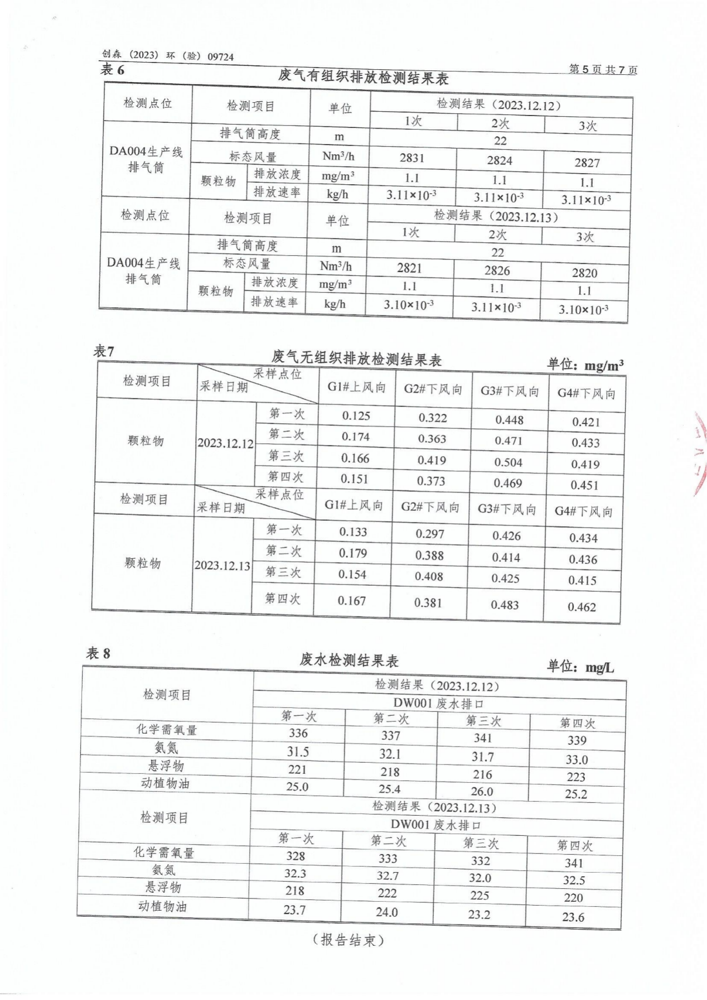 创森（2023）环（验）09724
第 5 页 共 7 页
表 6
废气有组织排放检测结果表
检测点位 检测项目 单位 检测结果（2023.12.12）
1次 2次 3次
DA004生产线排气筒 排气筒高度 m 22
标态风量 Nm³/h 2831 2824 2827
颗粒物 排放浓度 mg/m³ 1.1 1.1 1.1
排放速率 kg/h 3.11×10⁻³ 3.11×10⁻³ 3.11×10⁻³
检测点位 检测项目 单位 检测结果（2023.12.13）
1次 2次 3次
DA004生产线排气筒 排气筒高度 m 22
标态风量 Nm³/h 2821 2826 2820
颗粒物 排放浓度 mg/m³ 1.1 1.1 1.1
排放速率 kg/h 3.10×10⁻³ 3.11×10⁻³ 3.10×10⁻³
表7
废气无组织排放检测结果表
单位：mg/m³
检测项目 采样点位 采样日期 G1#上风向 G2#下风向 G3#下风向 G4#下风向
颗粒物 2023.12.12 第一次 0.125 0.322 0.448 0.421
第二次 0.174 0.363 0.471 0.433
第三次 0.166 0.419 0.504 0.419
第四次 0.151 0.373 0.469 0.451
检测项目 采样点位 采样日期 G1#上风向 G2#下风向 G3#下风向 G4#下风向
颗粒物 2023.12.13 第一次 0.133 0.297 0.426 0.434
第二次 0.179 0.388 0.414 0.436
第三次 0.154 0.408 0.425 0.415
第四次 0.167 0.381 0.483 0.462
表 8
废水检测结果表
单位：mg/L
检测项目 检测结果（2023.12.12）
DW001 废水排口
第一次 第二次 第三次 第四次
化学需氧量 336 337 341 339
氨氮 31.5 32.1 31.7 33.0
悬浮物 221 218 216 223
动植物油 25.0 25.4 26.0 25.2
检测项目 检测结果（2023.12.13）
DW001 废水排口
第一次 第二次 第三次 第四次
化学需氧量 328 333 332 341
氨氮 32.3 32.7 32.0 32.5
悬浮物 218 222 225 220
动植物油 23.7 24.0 23.2 23.6
（报告结束）